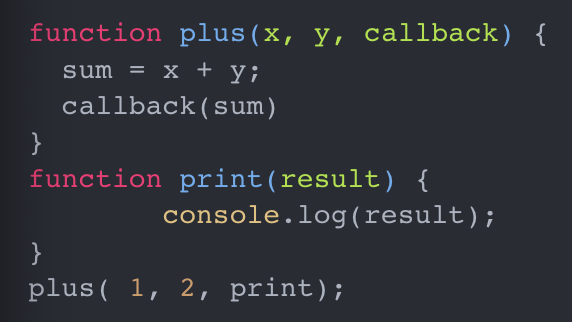 function plus(x, y, callback) {
  sum = x + y;
  callback(sum)
}
function print(result) {
        console.log(result);
}
plus( 1, 2, print);